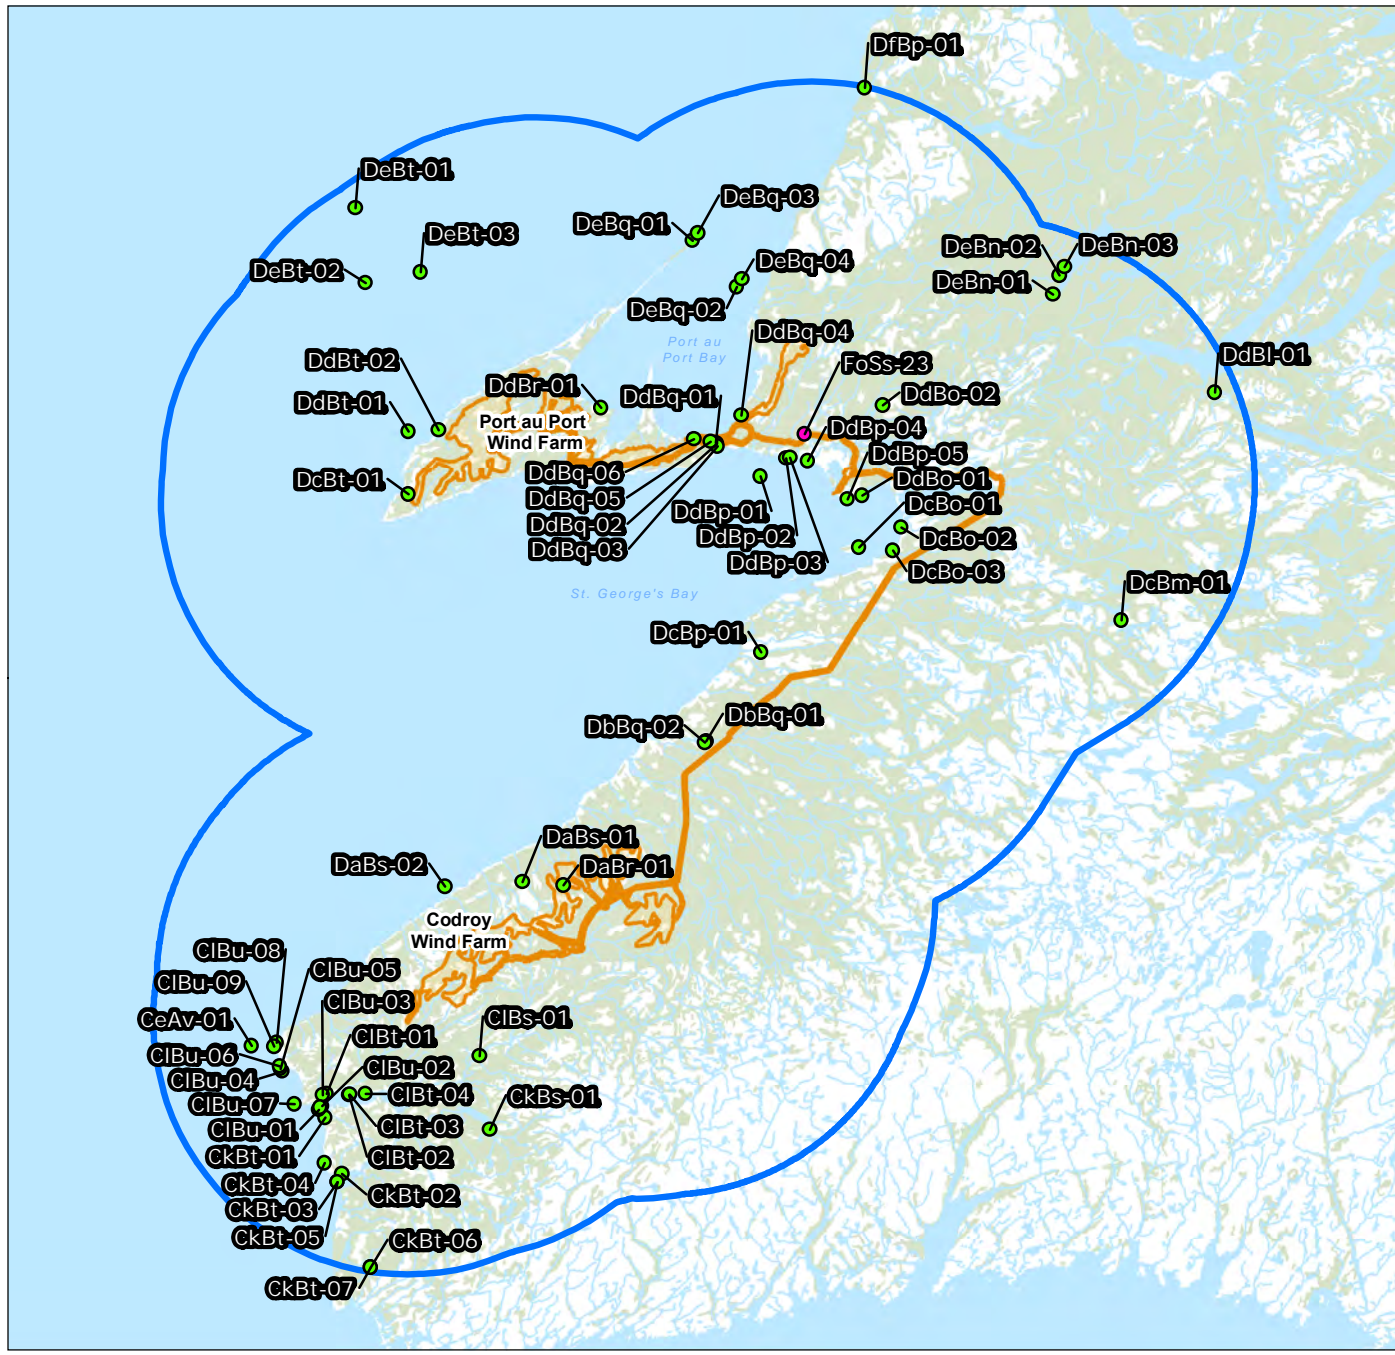 DfBp-01
DeBt-01
DeBq-03
DeBq-01
DeBt-03
DeBn-02
DeBn-03
DeBt-02
DeBq-04
DeBn-01
DeBq-02
DdBq-04
Port au
Port Bay
DdBt-02
FoSs-23
DdBl-01
DdBr-01
DdBq-01
DdBo-02
DdBt-01
Port au Port
Wind Farm
DdBp-04
DdBp-05
DdBq-06
DcBt-01
DdBo-01
DdBq-05
DcBo-01
DdBp-01
DdBq-02
DdBp-02
DcBo-02
DdBq-03
DdBp-03
DcBo-03
DcBm-01
St. George's Bay
DcBp-01
DbBq-02
DbBq-01
DaBs-01
DaBs-02
DaBr-01
Codroy
Wind Farm
ClBu-08
ClBu-05
ClBu-09
ClBu-03
CeAv-01
ClBs-01
ClBt-01
ClBu-06
ClBu-02
ClBu-04
ClBt-04
CkBs-01
ClBu-07
ClBt-03
ClBu-01
CkBt-01
ClBt-02
CkBt-04
CkBt-02
CkBt-03
CkBt-05
CkBt-06
CkBt-07